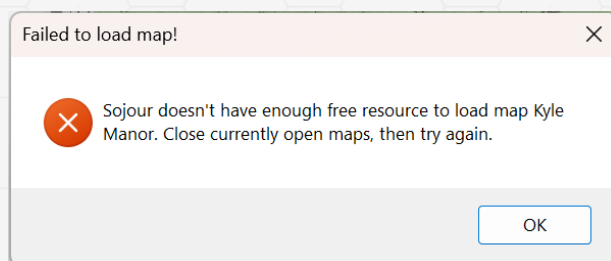 Failed to load map!
Sojour doesn't have enough free resource to load map Kyle
Manor. Close currently open maps, then try again.
OK